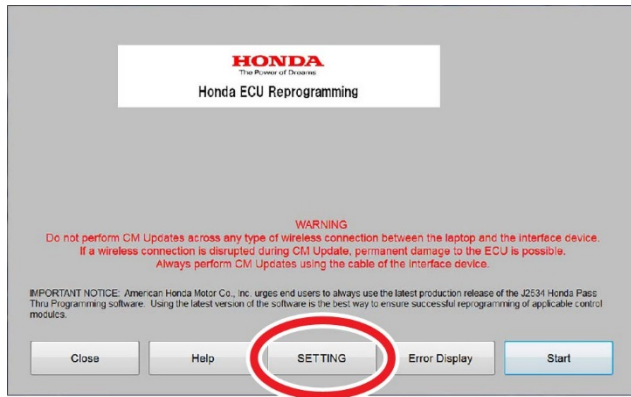 HONDA
The Power of Dreams
Honda ECU Reprogramming
WARNING
Do not perform CM Updates across any type of wireless connection between the laptop and the interface device.
If a wireless connection is disrupted during CM Update, permanent damage to the ECU is possible.
Always perform CM Updates using the cable of the interface device.
IMPORTANT NOTICE: American Honda Motor Co., Inc. urges end users to always use the latest production release of the J2534 Honda Pass
Thru Programming software. Using the latest version of the software is the best way to ensure successful reprogramming of applicable control
modules.
Close Help SETTING Error Display Start